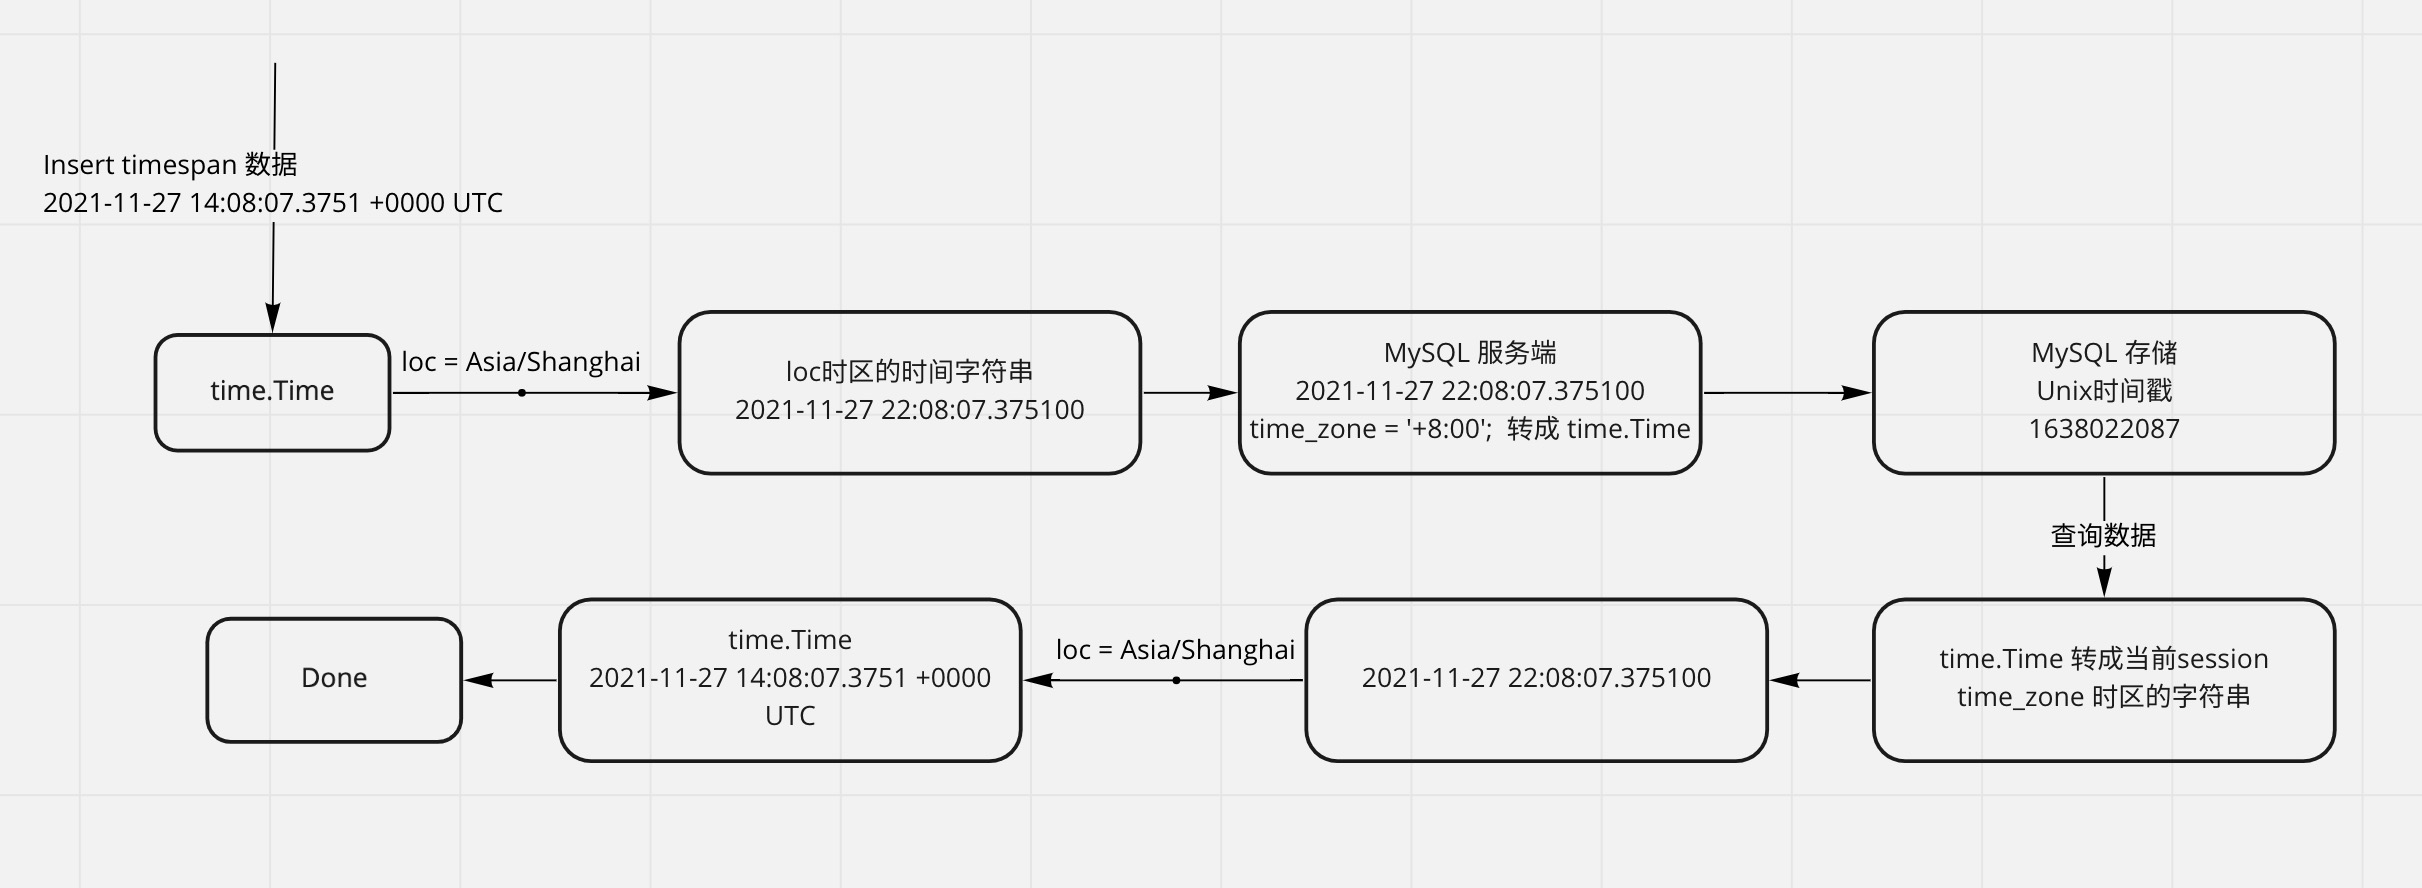 Insert timespan 数据
2021-11-27 14:08:07.3751 +0000 UTC
time.Time
loc = Asia/Shanghai
loc时区的时间字符串
2021-11-27 22:08:07.375100
MySQL 服务端
2021-11-27 22:08:07.375100
time_zone = '+8:00';  转成 time.Time
MySQL 存储
Unix时间戳
1638022087
查询数据
time.Time 转成当前session
time_zone 时区的字符串
2021-11-27 22:08:07.375100
loc = Asia/Shanghai
time.Time
2021-11-27 14:08:07.3751 +0000
UTC
Done